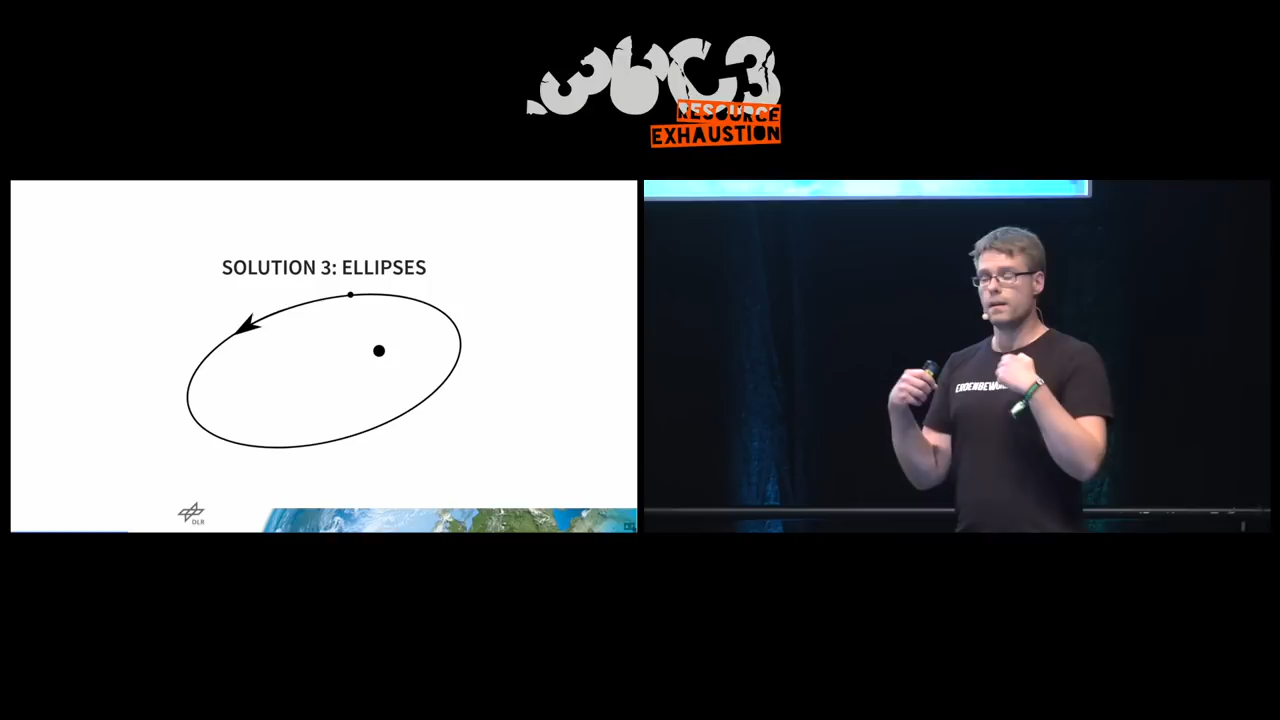 36C3
RESOURCE
EXHAUSTION
SOLUTION 3: ELLIPSES
DLR